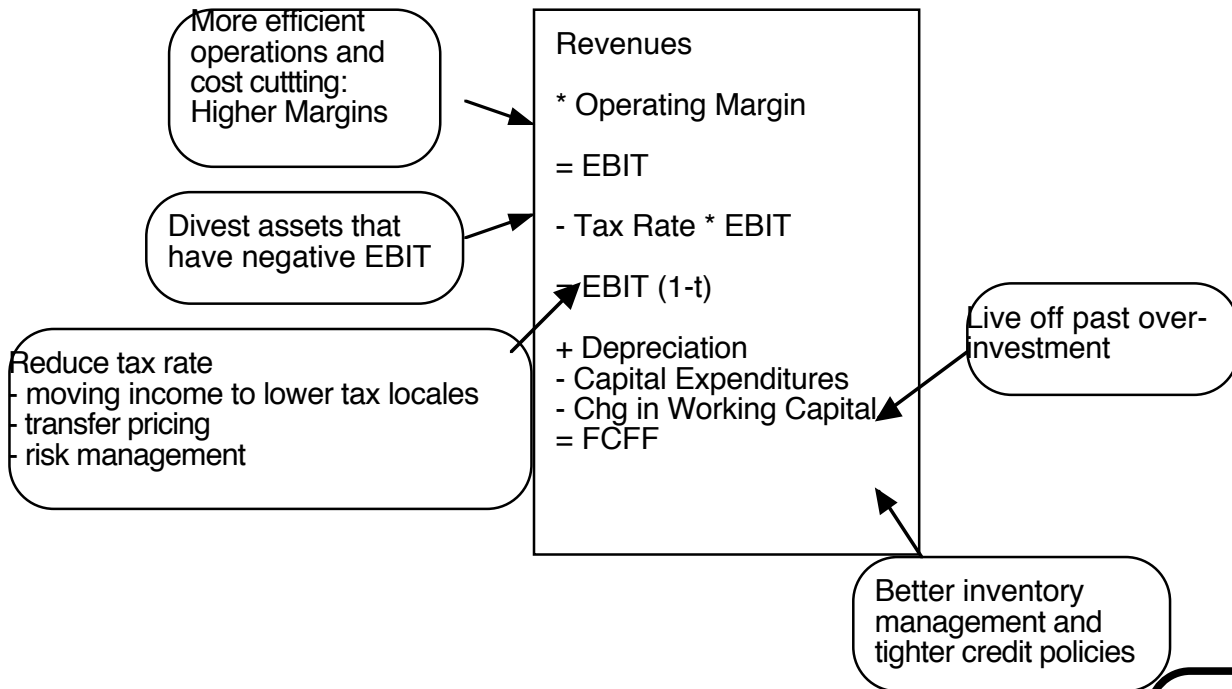 More efficient
operations and
cost cuttting:
Higher Margins
Divest assets that
have negative EBIT
Reduce tax rate
- moving income to lower tax locales
- transfer pricing
- risk management
Revenues
* Operating Margin
= EBIT
- Tax Rate * EBIT
= EBIT (1-t)
+ Depreciation
- Capital Expenditures
- Chg in Working Capital
= FCFF
Live off past over-
investment
Better inventory
management and
tighter credit policies